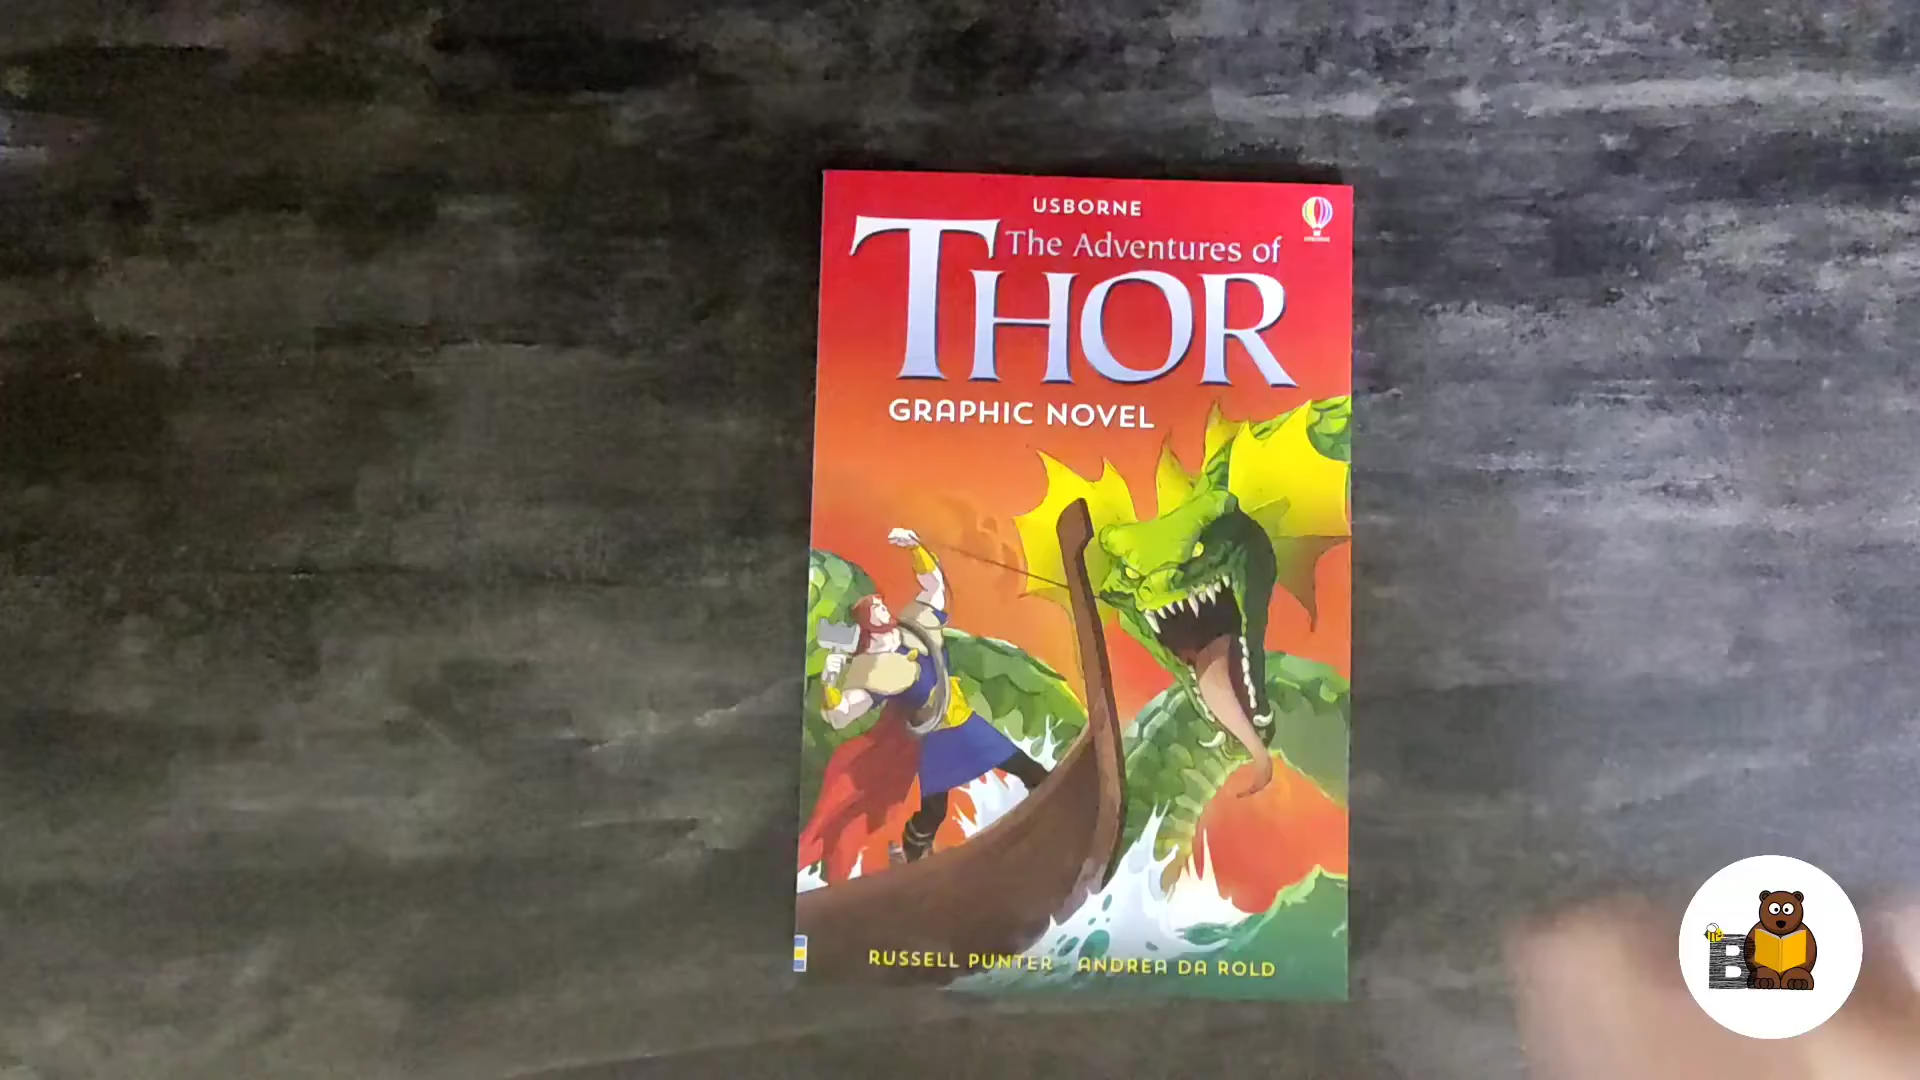 USBORNE
The Adventures of
THOR
GRAPHIC NOVEL
RUSSELL PUNTER ANDREA DA ROLD
B